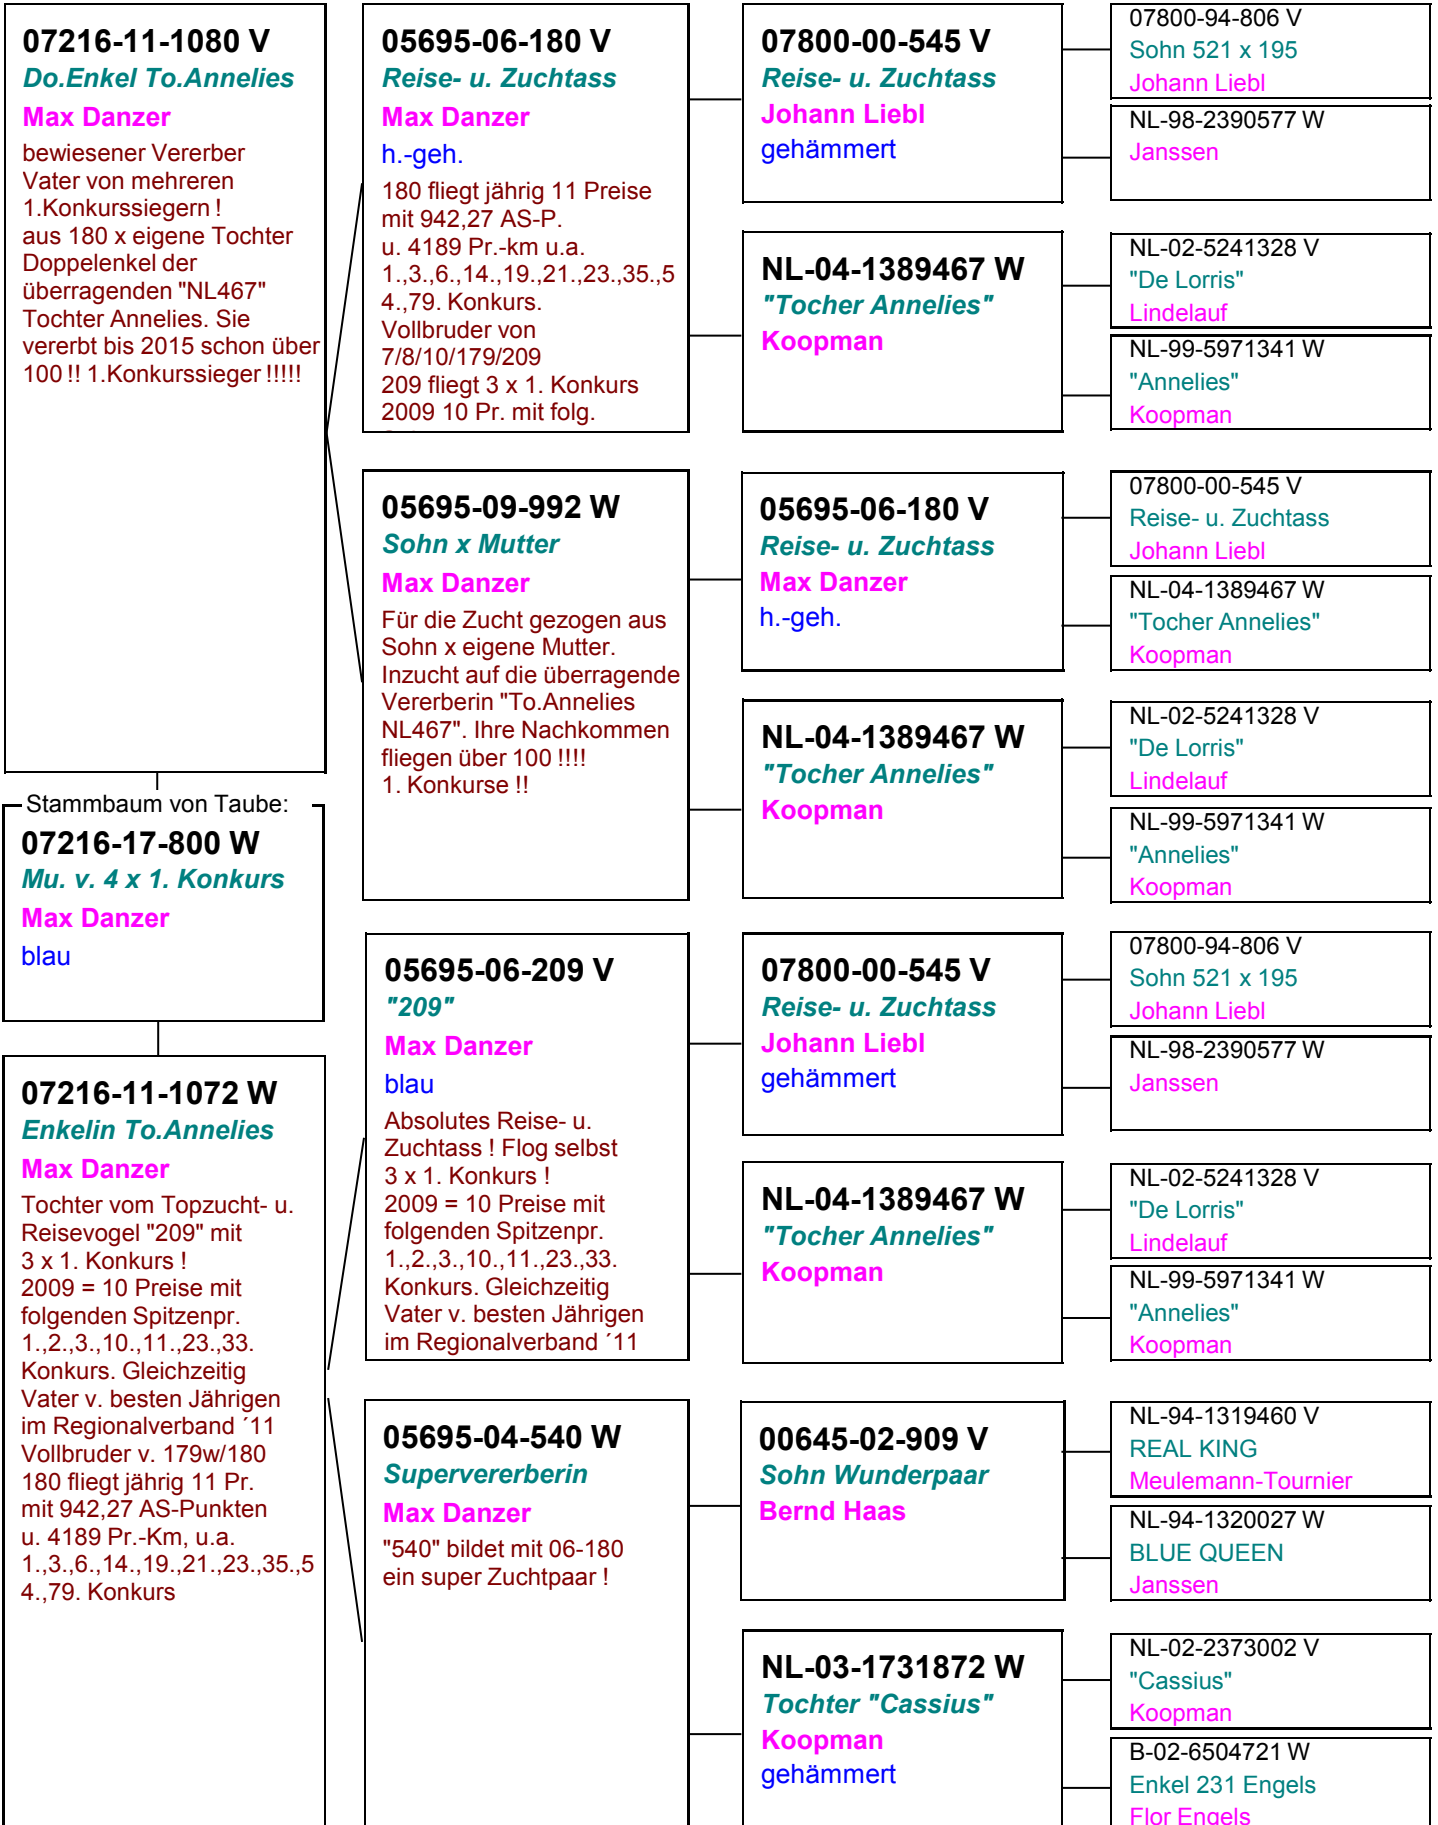 07216-11-1080 V
Do.Enkel To.Annelies
Max Danzer
bewiesener Vererber
Vater von mehreren
1.Konkurssiegern !
aus 180 x eigene Tochter
Doppelenkel der
überragenden "NL467"
Tochter Annelies. Sie
vererbt bis 2015 schon über
100 !! 1.Konkurssieger !!!!!
Stammbaum von Taube:
07216-17-800 W
Mu. v. 4 x 1. Konkurs
Max Danzer
blau
07216-11-1072 W
Enkelin To.Annelies
Max Danzer
Tochter vom Topzucht- u.
Reisevogel "209" mit
3 x 1. Konkurs !
2009 = 10 Preise mit
folgenden Spitzenpr.
1.,2.,3.,10.,11.,23.,33.
Konkurs. Gleichzeitig
Vater v. besten Jährigen
im Regionalverband ´11
Vollbruder v. 179w/180
180 fliegt jährig 11 Pr.
mit 942,27 AS-Punkten
u. 4189 Pr.-Km, u.a.
1.,3.,6.,14.,19.,21.,23.,35.,5
4.,79. Konkurs
05695-06-180 V
Reise- u. Zuchtass
Max Danzer
h.-geh.
180 fliegt jährig 11 Preise
mit 942,27 AS-P.
u. 4189 Pr.-km u.a.
1.,3.,6.,14.,19.,21.,23.,35.,5
4.,79. Konkurs.
Vollbruder von
7/8/10/179/209
209 fliegt 3 x 1. Konkurs
2009 10 Pr. mit folg.
05695-09-992 W
Sohn x Mutter
Max Danzer
Für die Zucht gezogen aus
Sohn x eigene Mutter.
Inzucht auf die überragende
Vererberin "To.Annelies
NL467". Ihre Nachkommen
fliegen über 100 !!!!
1. Konkurse !!
05695-06-209 V
"209"
Max Danzer
blau
Absolutes Reise- u.
Zuchtass ! Flog selbst
3 x 1. Konkurs !
2009 = 10 Preise mit
folgenden Spitzenpr.
1.,2.,3.,10.,11.,23.,33.
Konkurs. Gleichzeitig
Vater v. besten Jährigen
im Regionalverband ´11
05695-04-540 W
Supervererberin
Max Danzer
"540" bildet mit 06-180
ein super Zuchtpaar !
07800-00-545 V
Reise- u. Zuchtass
Johann Liebl
gehämmert
NL-04-1389467 W
"Tocher Annelies"
Koopman
05695-06-180 V
Reise- u. Zuchtass
Max Danzer
h.-geh.
NL-04-1389467 W
"Tocher Annelies"
Koopman
07800-00-545 V
Reise- u. Zuchtass
Johann Liebl
gehämmert
NL-04-1389467 W
"Tocher Annelies"
Koopman
00645-02-909 V
Sohn Wunderpaar
Bernd Haas
NL-03-1731872 W
Tochter "Cassius"
Koopman
gehämmert
07800-94-806 V
Sohn 521 x 195
Johann Liebl
NL-98-2390577 W
Janssen
NL-02-5241328 V
"De Lorris"
Lindelauf
NL-99-5971341 W
"Annelies"
Koopman
07800-00-545 V
Reise- u. Zuchtass
Johann Liebl
NL-04-1389467 W
"Tocher Annelies"
Koopman
NL-02-5241328 V
"De Lorris"
Lindelauf
NL-99-5971341 W
"Annelies"
Koopman
07800-94-806 V
Sohn 521 x 195
Johann Liebl
NL-98-2390577 W
Janssen
NL-02-5241328 V
"De Lorris"
Lindelauf
NL-99-5971341 W
"Annelies"
Koopman
NL-94-1319460 V
REAL KING
Meulemann-Tournier
NL-94-1320027 W
BLUE QUEEN
Janssen
NL-02-2373002 V
"Cassius"
Koopman
B-02-6504721 W
Enkel 231 Engels
Flor Engels